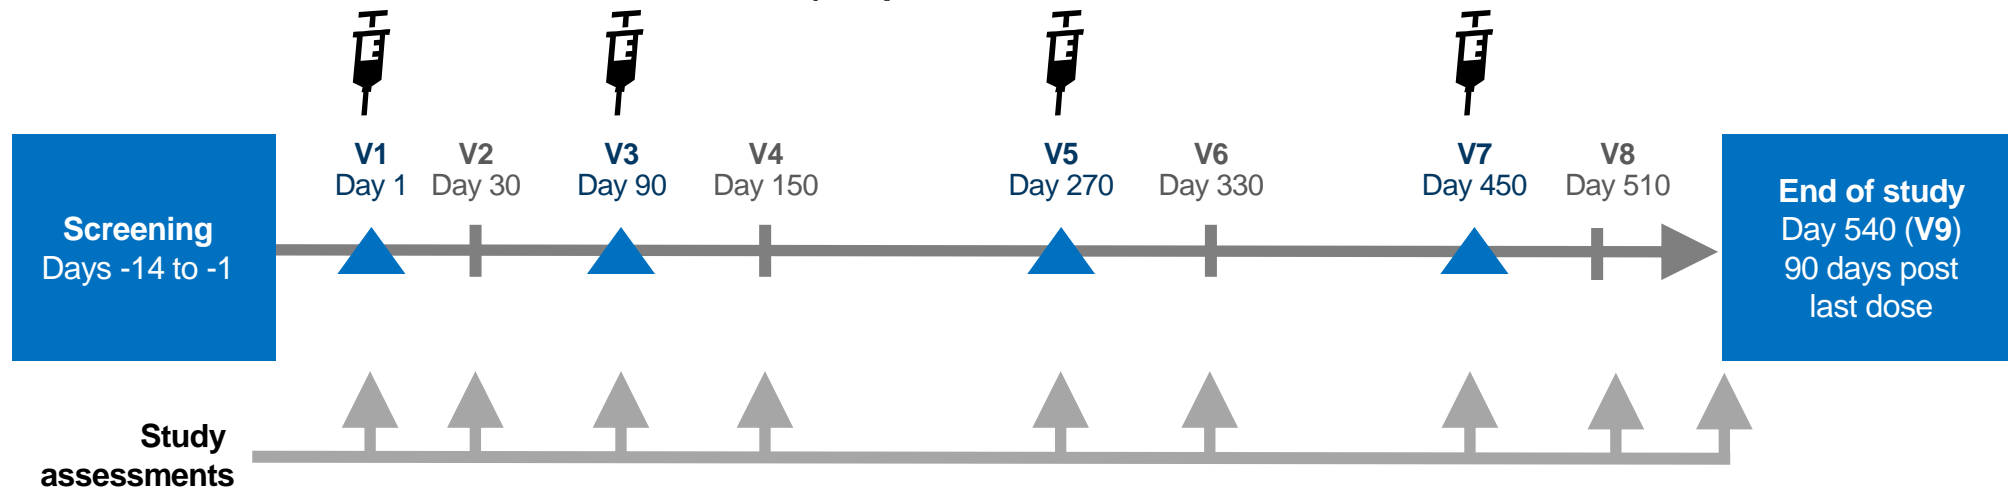 V1
Day 1
V2
Day 30
V3
Day 90
V4
Day 150
V5
Day 270
V6
Day 330
V7
Day 450
V8
Day 510
Screening
Days -14 to -1
End of study
Day 540 (V9)
90 days post
last dose
Study
assessments